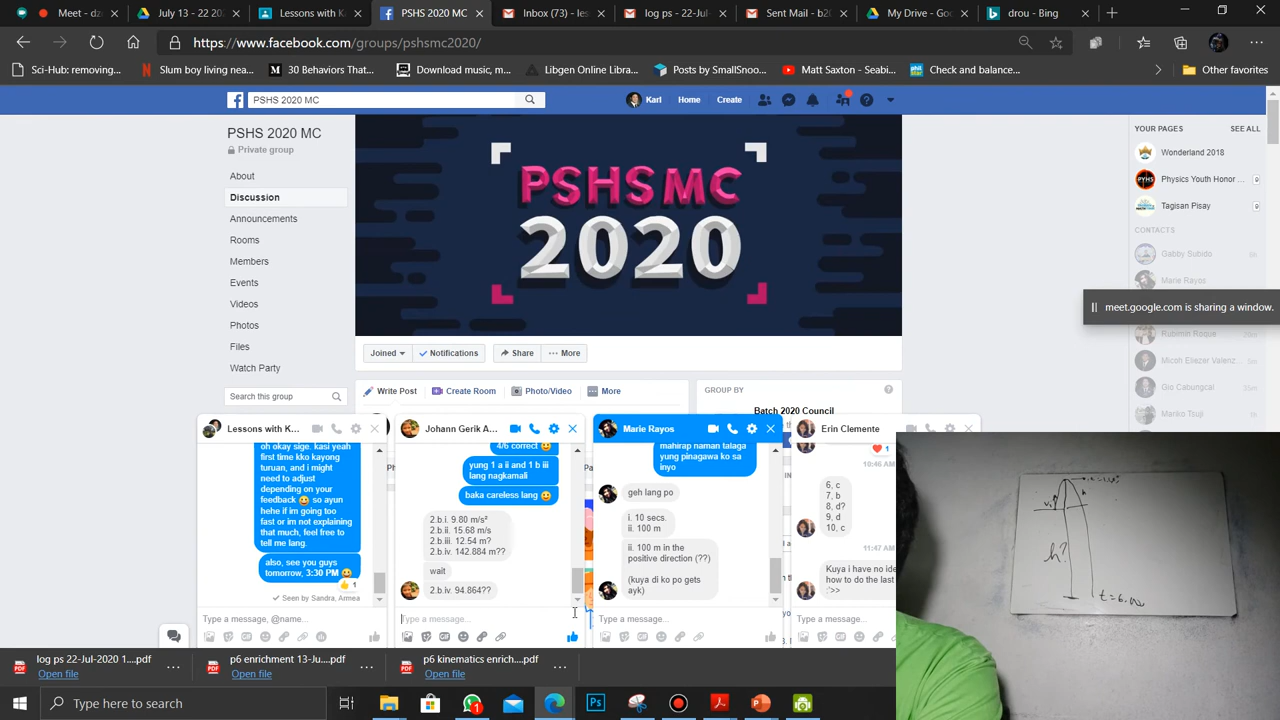 Meet - dz
July 13 - 22 202
Lessons with K
PSHS 2020 MC
Inbox (73) - les
log ps - 22-Jul
Sent Mail - b20
My Drive - Goo
drou - Bing
https://www.facebook.com/groups/pshsmc2020/
Sci-Hub: removing...
Slum boy living nea...
30 Behaviors That...
Download music, m...
Libgen Online Libra...
Posts by SmallSnoo...
Matt Saxton - Seabi...
Check and balance...
Other favorites
PSHS 2020 MC
Karl
Home
Create
PSHS 2020 MC
Private group
About
Discussion
Announcements
Rooms
Members
Events
Videos
Photos
Files
Watch Party
Search this group
PSHS MC
2020
YOUR PAGES
SEE ALL
Wonderland 2018
Physics Youth Honor ...
Tagisan Pisay
CONTACTS
Gabby Subido
Marie Rayos
meet.google.com is sharing a window.
Rubimin Roque
Micoh Eliezer Valenz...
Gio Cabungcal
Mariko Tsuji
Joined
Notifications
Share
More
Write Post
Create Room
Photo/Video
More
GROUP BY
Batch 2020 Council
Lessons with K...
oh okay sige. kasi yeah
first time kko kayong
turuan, and i might
need to adjust
depending on your
feedback 😆 so ayun
hehe if im going too
fast or im not explaining
that much, feel free to
tell me lang.
also, see you guys
tomorrow, 3:30 PM 😆
👍 1
Seen by Sandra, Armea
Type a message, @name...
Johann Gerik A...
4/6 correct 😆
yung 1 a ii and 1 b iii
lang nagkamali
baka careless lang 😆
2.b.i. 9.80 m/s²
2.b.ii. 15.68 m/s
2.b.iii. 12.54 m?
2.b.iv. 142.884 m??
wait
2.b.iv. 94.864??
Type a message...
Marie Rayos
mahirap naman talaga
yung pinagawa ko sa
inyo
geh lang po
i. 10 secs.
ii. 100 m
ii. 100 m in the
positive direction (??)
(kuya di ko po gets
ayk)
Type a message...
Erin Clemente
❤ 1
10:46 AM
6, c
7, b
8, d?
9, d
10, c
11:47 AM
Kuya i have no ide
how to do the last
:'>>
Type a message...
h?
t=6.00
log ps 22-Jul-2020 1....pdf
Open file
p6 enrichment 13-Ju....pdf
Open file
p6 kinematics enrich....pdf
Open file
Type here to search